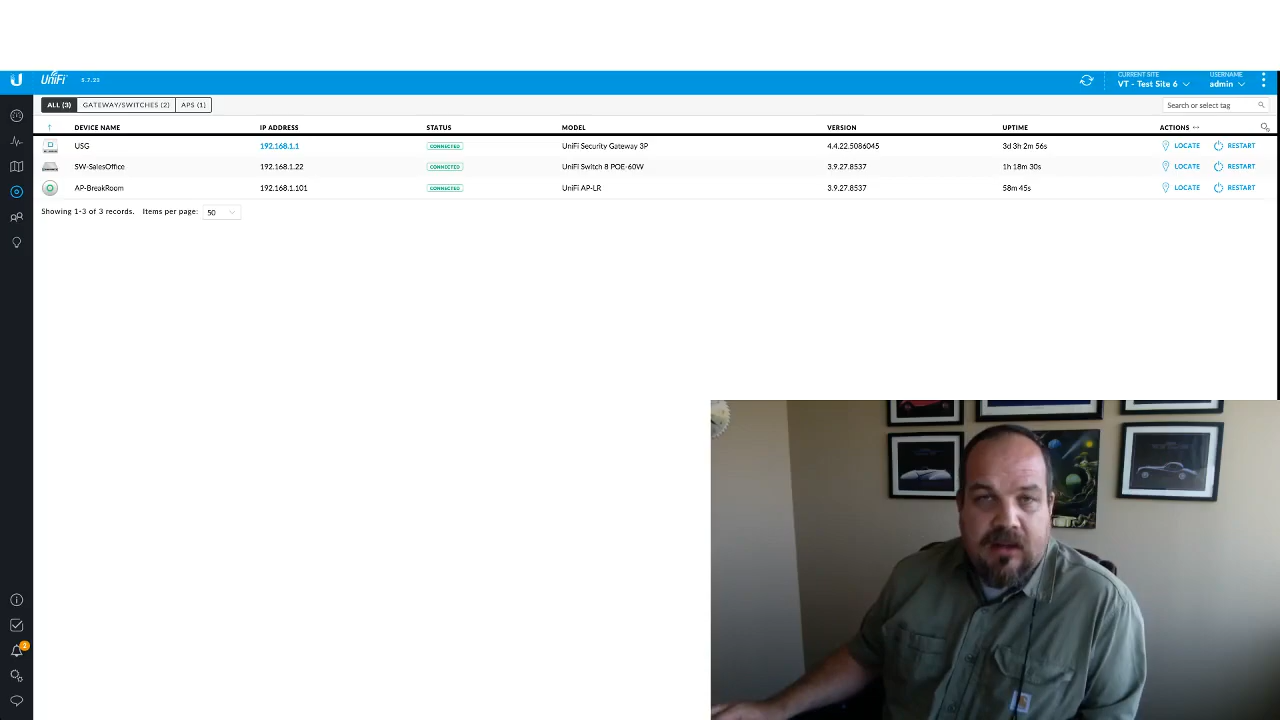 UniFi 5.7.23 CURRENT SITE USERNAME
VT - Test Site 6 admin
ALL (3) GATEWAY/SWITCHES (2) APS (1) Search or select tag
DEVICE NAME IP ADDRESS STATUS MODEL VERSION UPTIME ACTIONS
USG 192.168.1.1 CONNECTED UniFi Security Gateway 3P 4.4.22.5086045 3d 3h 2m 56s LOCATE RESTART
SW-SalesOffice 192.168.1.22 CONNECTED UniFi Switch 8 POE-60W 3.9.27.8537 1h 18m 30s LOCATE RESTART
AP-BreakRoom 192.168.1.101 CONNECTED UniFi AP-LR 3.9.27.8537 58m 45s LOCATE RESTART
Showing 1-3 of 3 records. Items per page: 50